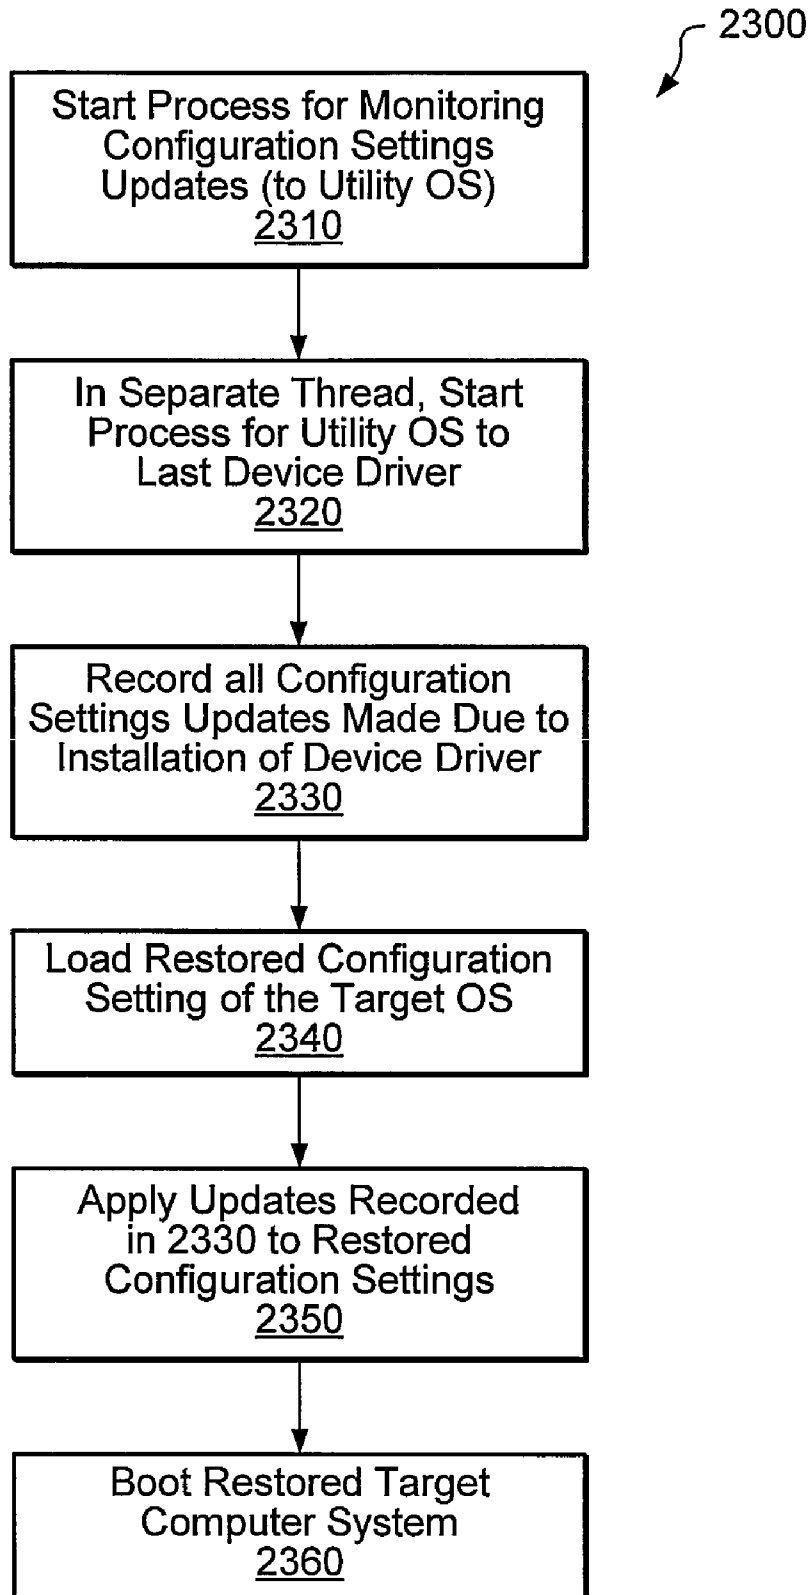 2300
Start Process for Monitoring
Configuration Settings
Updates (to Utility OS)
2310
In Separate Thread, Start
Process for Utility OS to
Last Device Driver
2320
Record all Configuration
Settings Updates Made Due to
Installation of Device Driver
2330
Load Restored Configuration
Setting of the Target OS
2340
Apply Updates Recorded
in 2330 to Restored
Configuration Settings
2350
Boot Restored Target
Computer System
2360